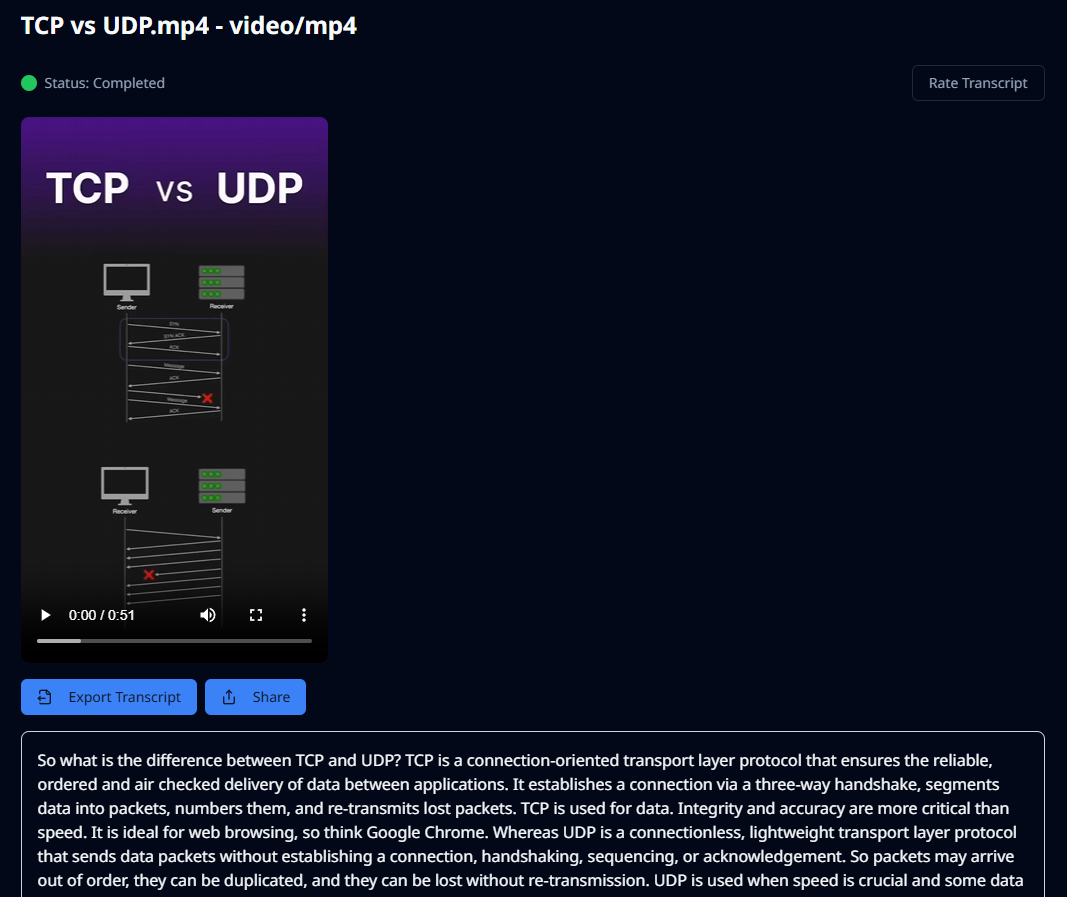 TCP vs UDP.mp4 - video/mp4
Status: Completed
Rate Transcript
TCP vs UDP
Sender
Receiver
SYN
SYN ACK
ACK
Message
ACK
Message
ACK
Receiver
Sender
0:00 / 0:51
Export Transcript
Share
So what is the difference between TCP and UDP? TCP is a connection-oriented transport layer protocol that ensures the reliable,
ordered and air checked delivery of data between applications. It establishes a connection via a three-way handshake, segments
data into packets, numbers them, and re-transmits lost packets. TCP is used for data. Integrity and accuracy are more critical than
speed. It is ideal for web browsing, so think Google Chrome. Whereas UDP is a connectionless, lightweight transport layer protocol
that sends data packets without establishing a connection, handshaking, sequencing, or acknowledgement. So packets may arrive
out of order, they can be duplicated, and they can be lost without re-transmission. UDP is used when speed is crucial and some data